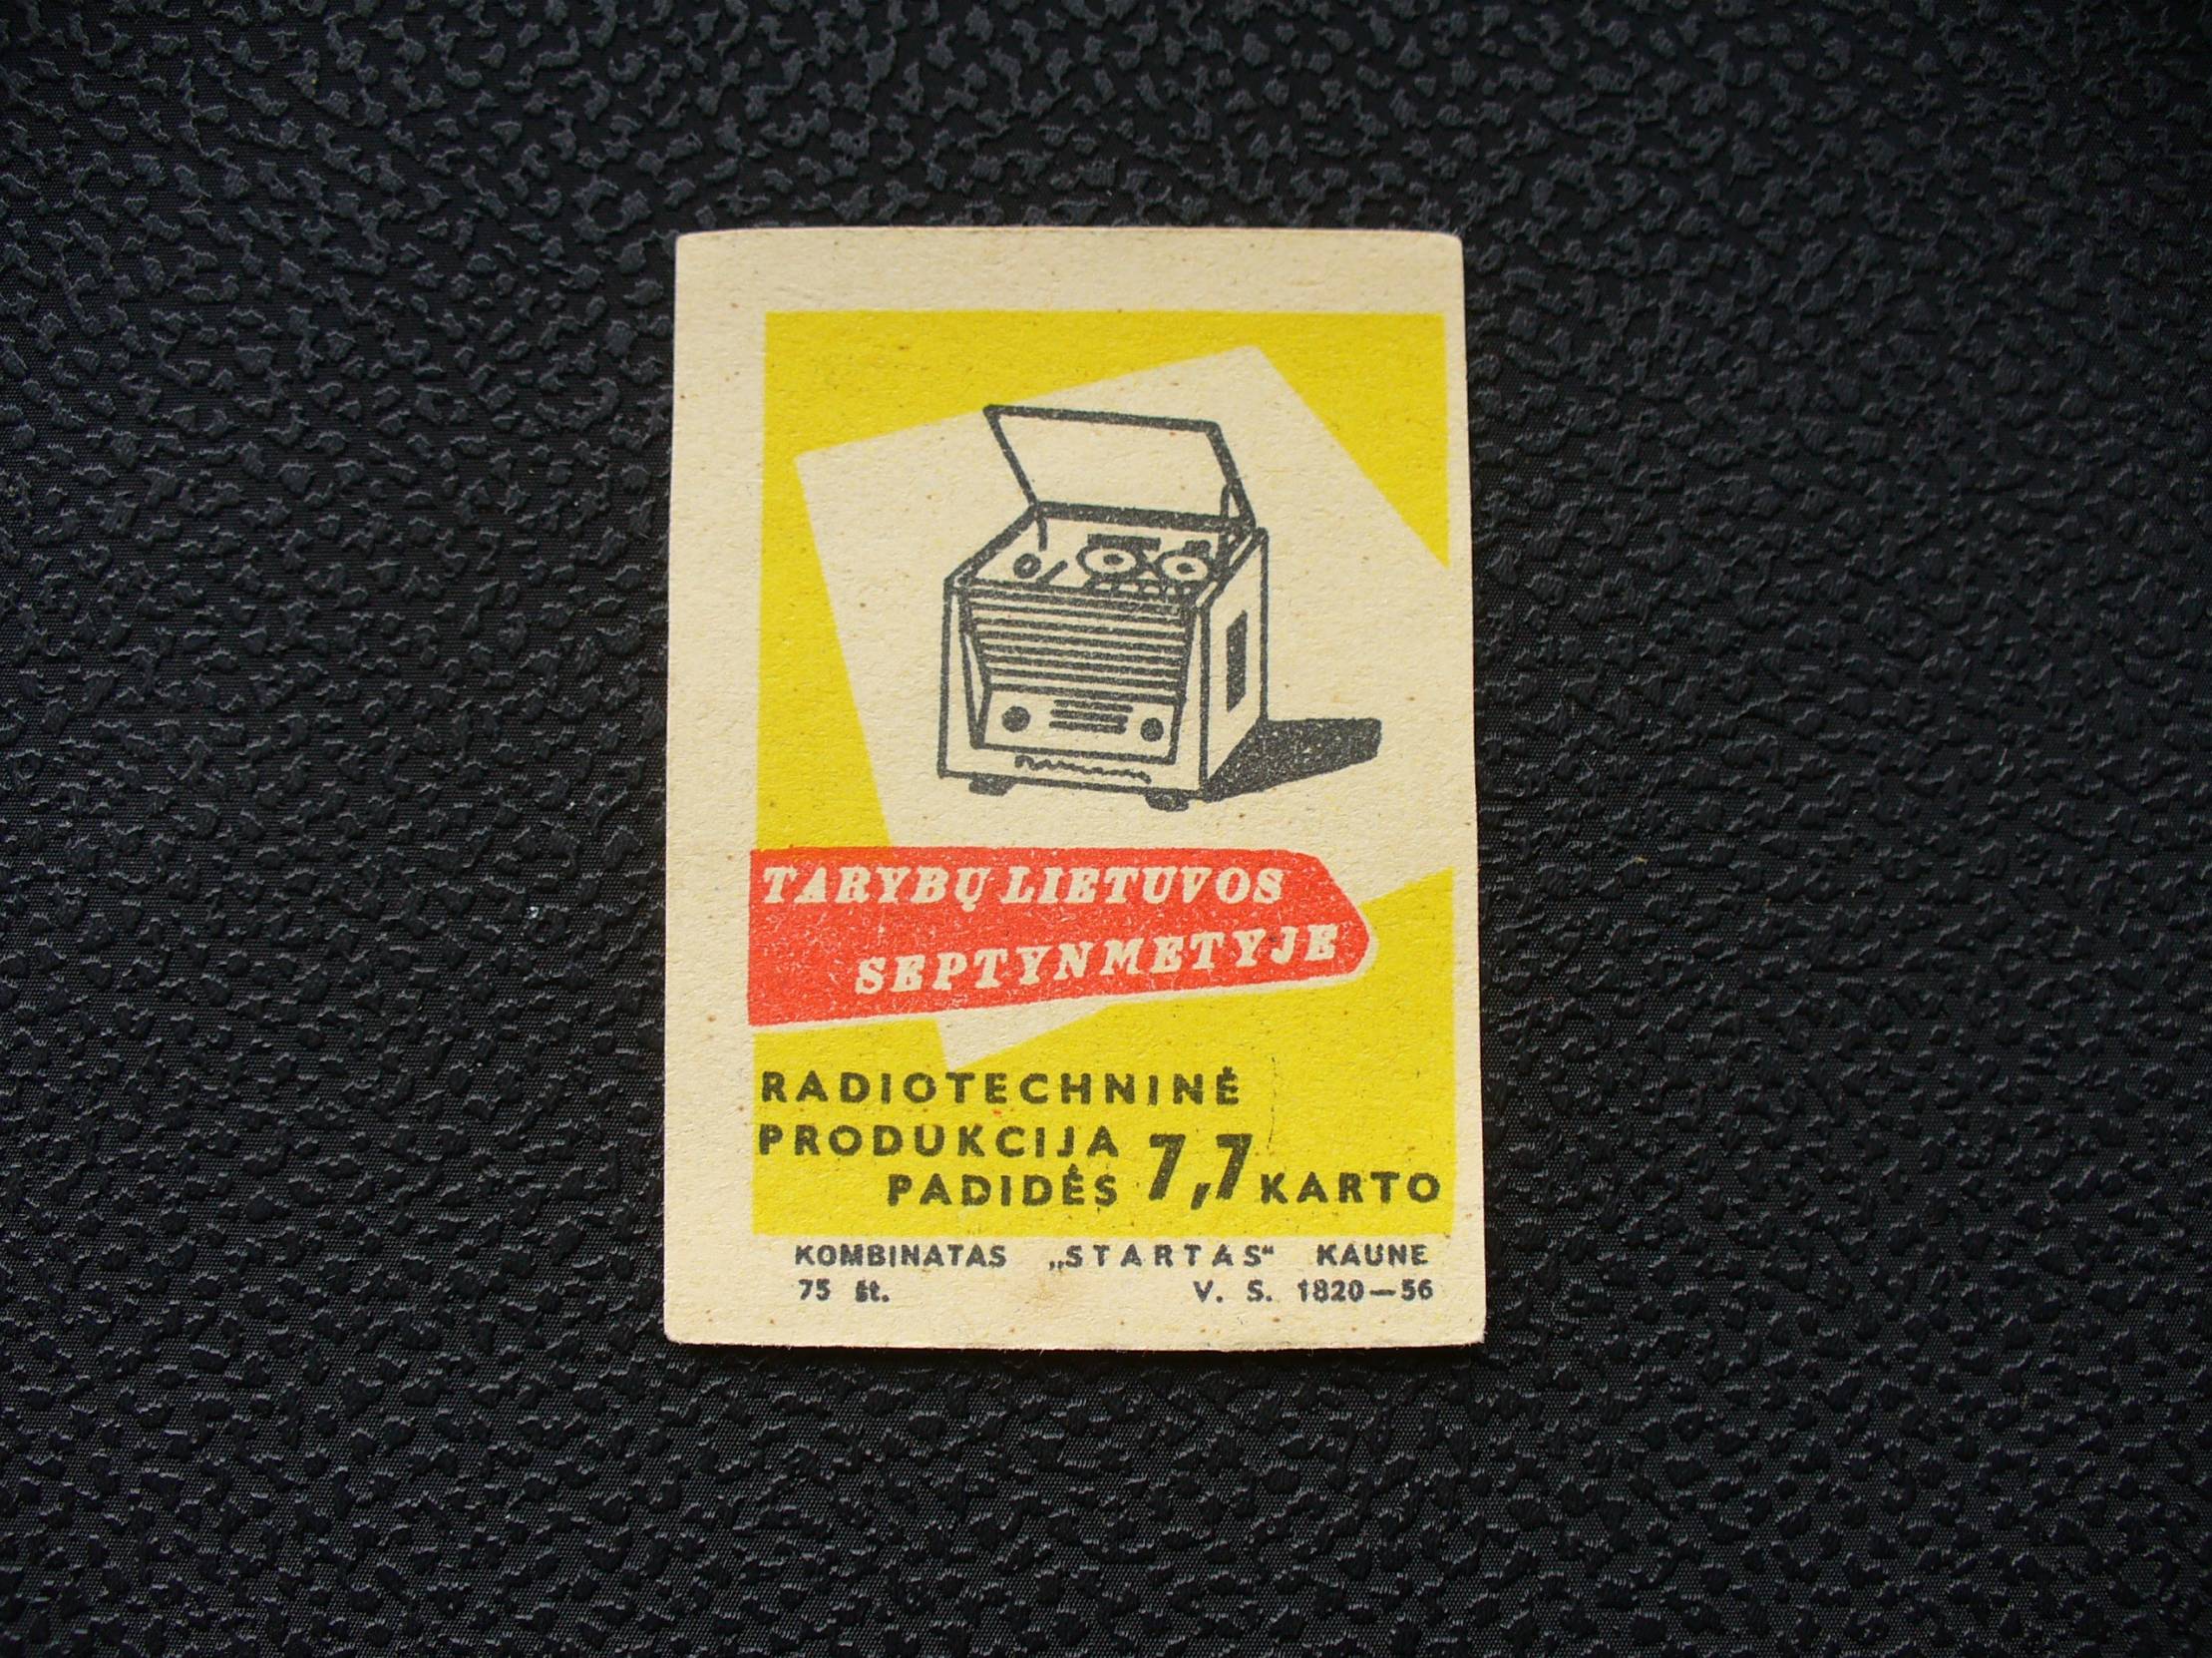 TARYBŲ LIETUVOS
SEPTYNMETYJE
RADIOTECHNINĖ
PRODUKCIJA
PADIDĖS 7,7 KARTO
KOMBINATAS „STARTAS“ KAUNE
75 št. V. S. 1820—56